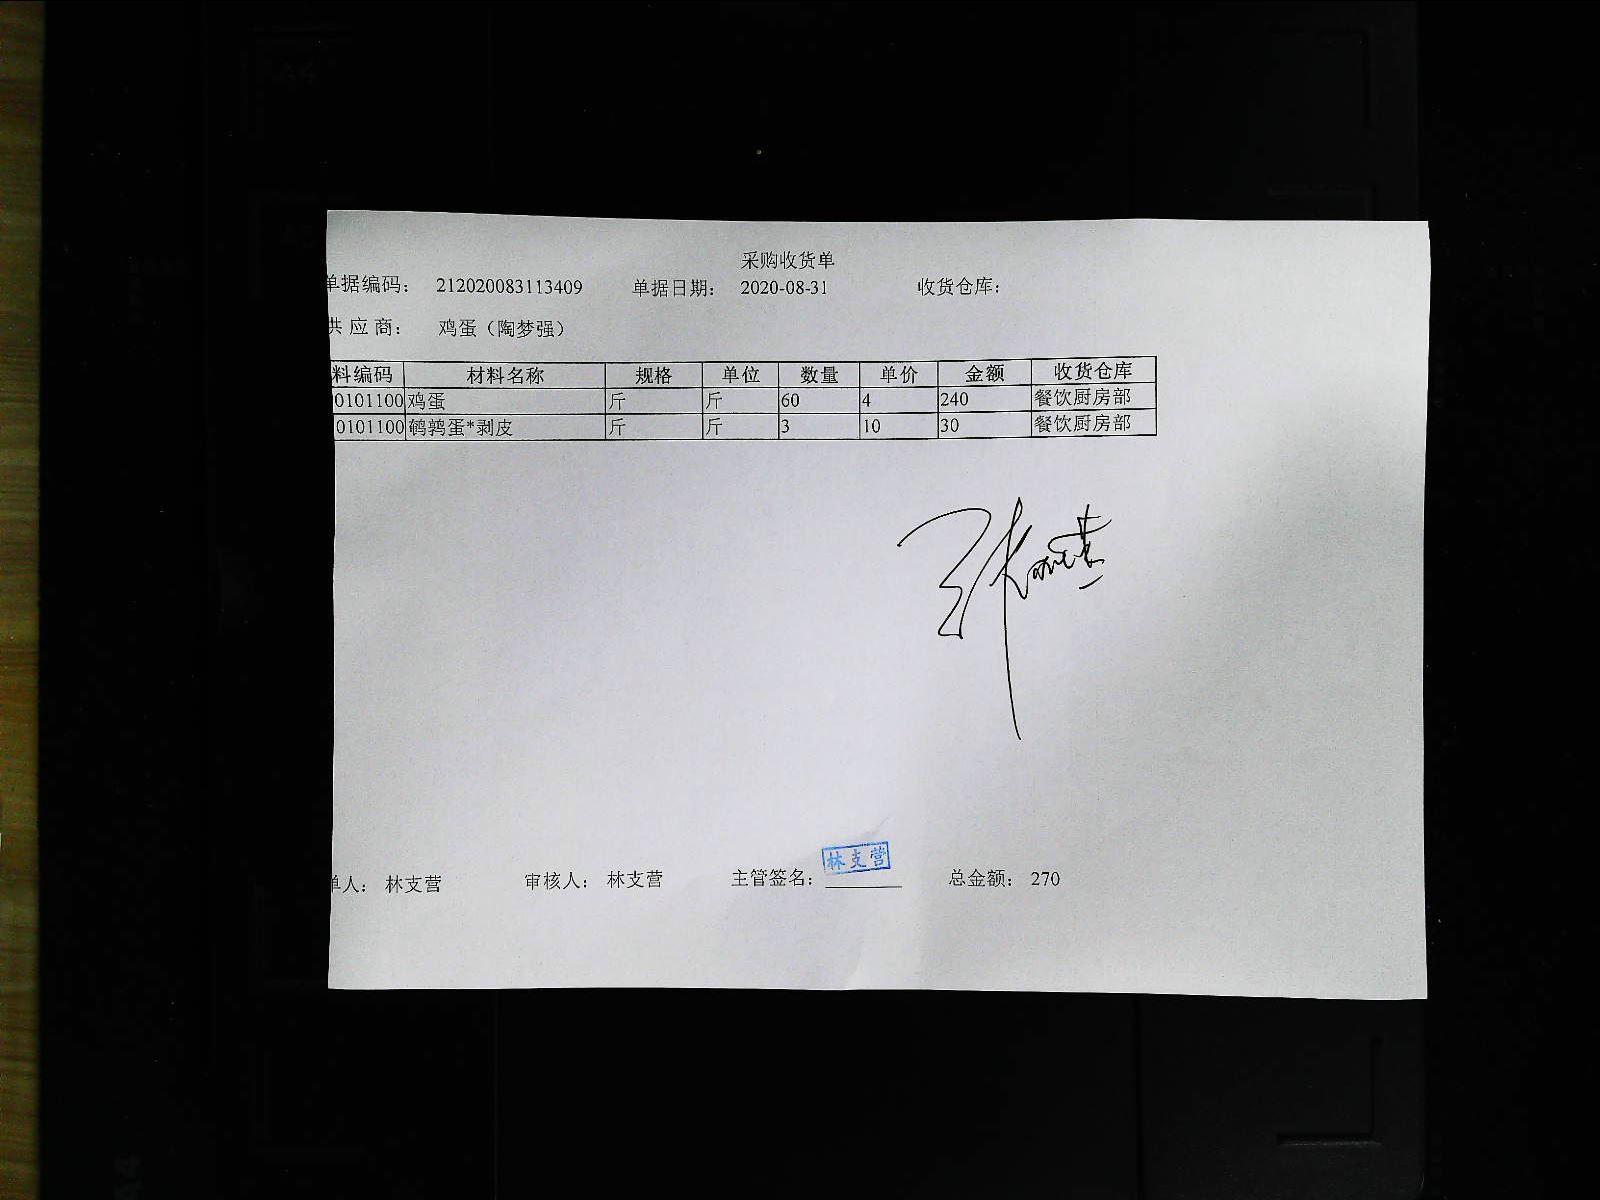 采购收货单
单据编码： 212020083113409 单据日期： 2020-08-31 收货仓库：
供 应 商： 鸡蛋（陶梦强）
料编码 材料名称 规格 单位 数量 单价 金额 收货仓库
0101100 鸡蛋 斤 斤 60 4 240 餐饮厨房部
0101100 鹌鹑蛋*剥皮 斤 斤 3 10 30 餐饮厨房部
林支营
单人： 林支营 审核人： 林支营 主管签名： 总金额： 270